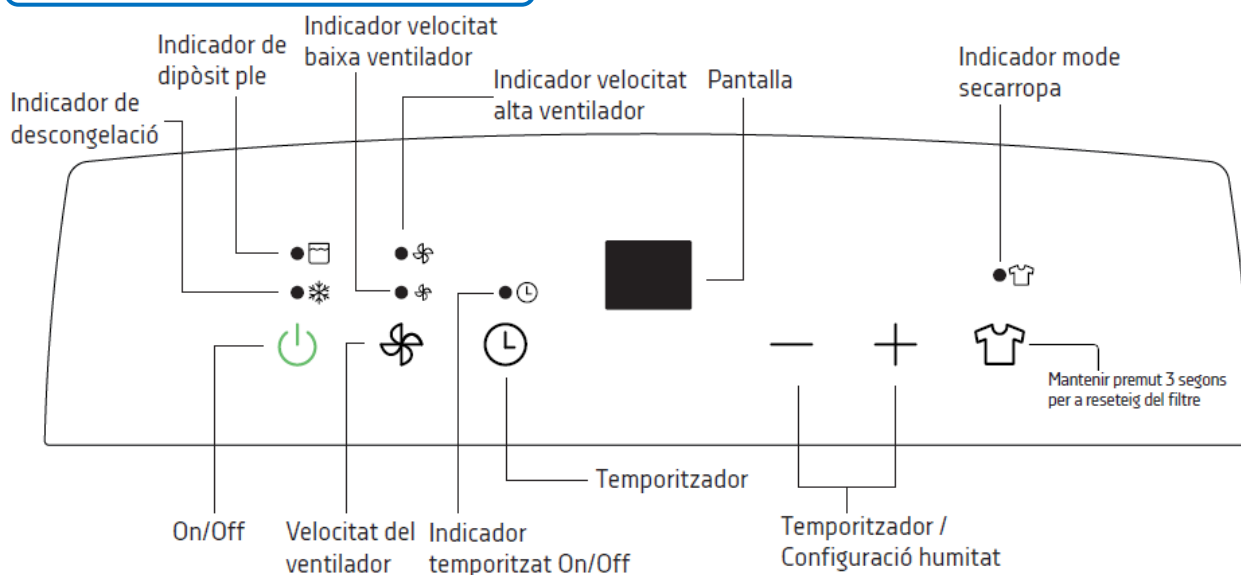 Indicador velocitat
baixa ventilador
Indicador de
dipòsit ple
Indicador mode
secarropa
Indicador velocitat
alta ventilador
Pantalla
Indicador de
descongelació
Mantenir premut 3 segons
per a reseteig del filtre
Temporitzador
On/Off
Velocitat del
ventilador
Indicador
temporitzat On/Off
Temporitzador /
Configuració humitat